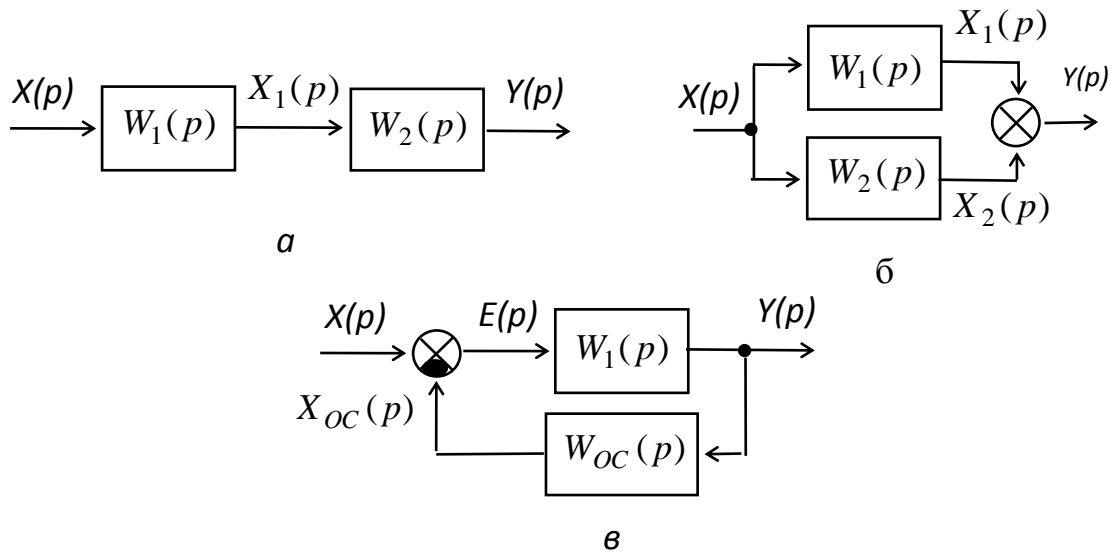 X(p) W₁(p) X₁(p) W₂(p) Y(p)
а
X(p) W₁(p) X₁(p) Y(p)
W₂(p) X₂(p)
б
X(p) E(p) W₁(p) Y(p)
X_OC(p) W_OC(p)
в